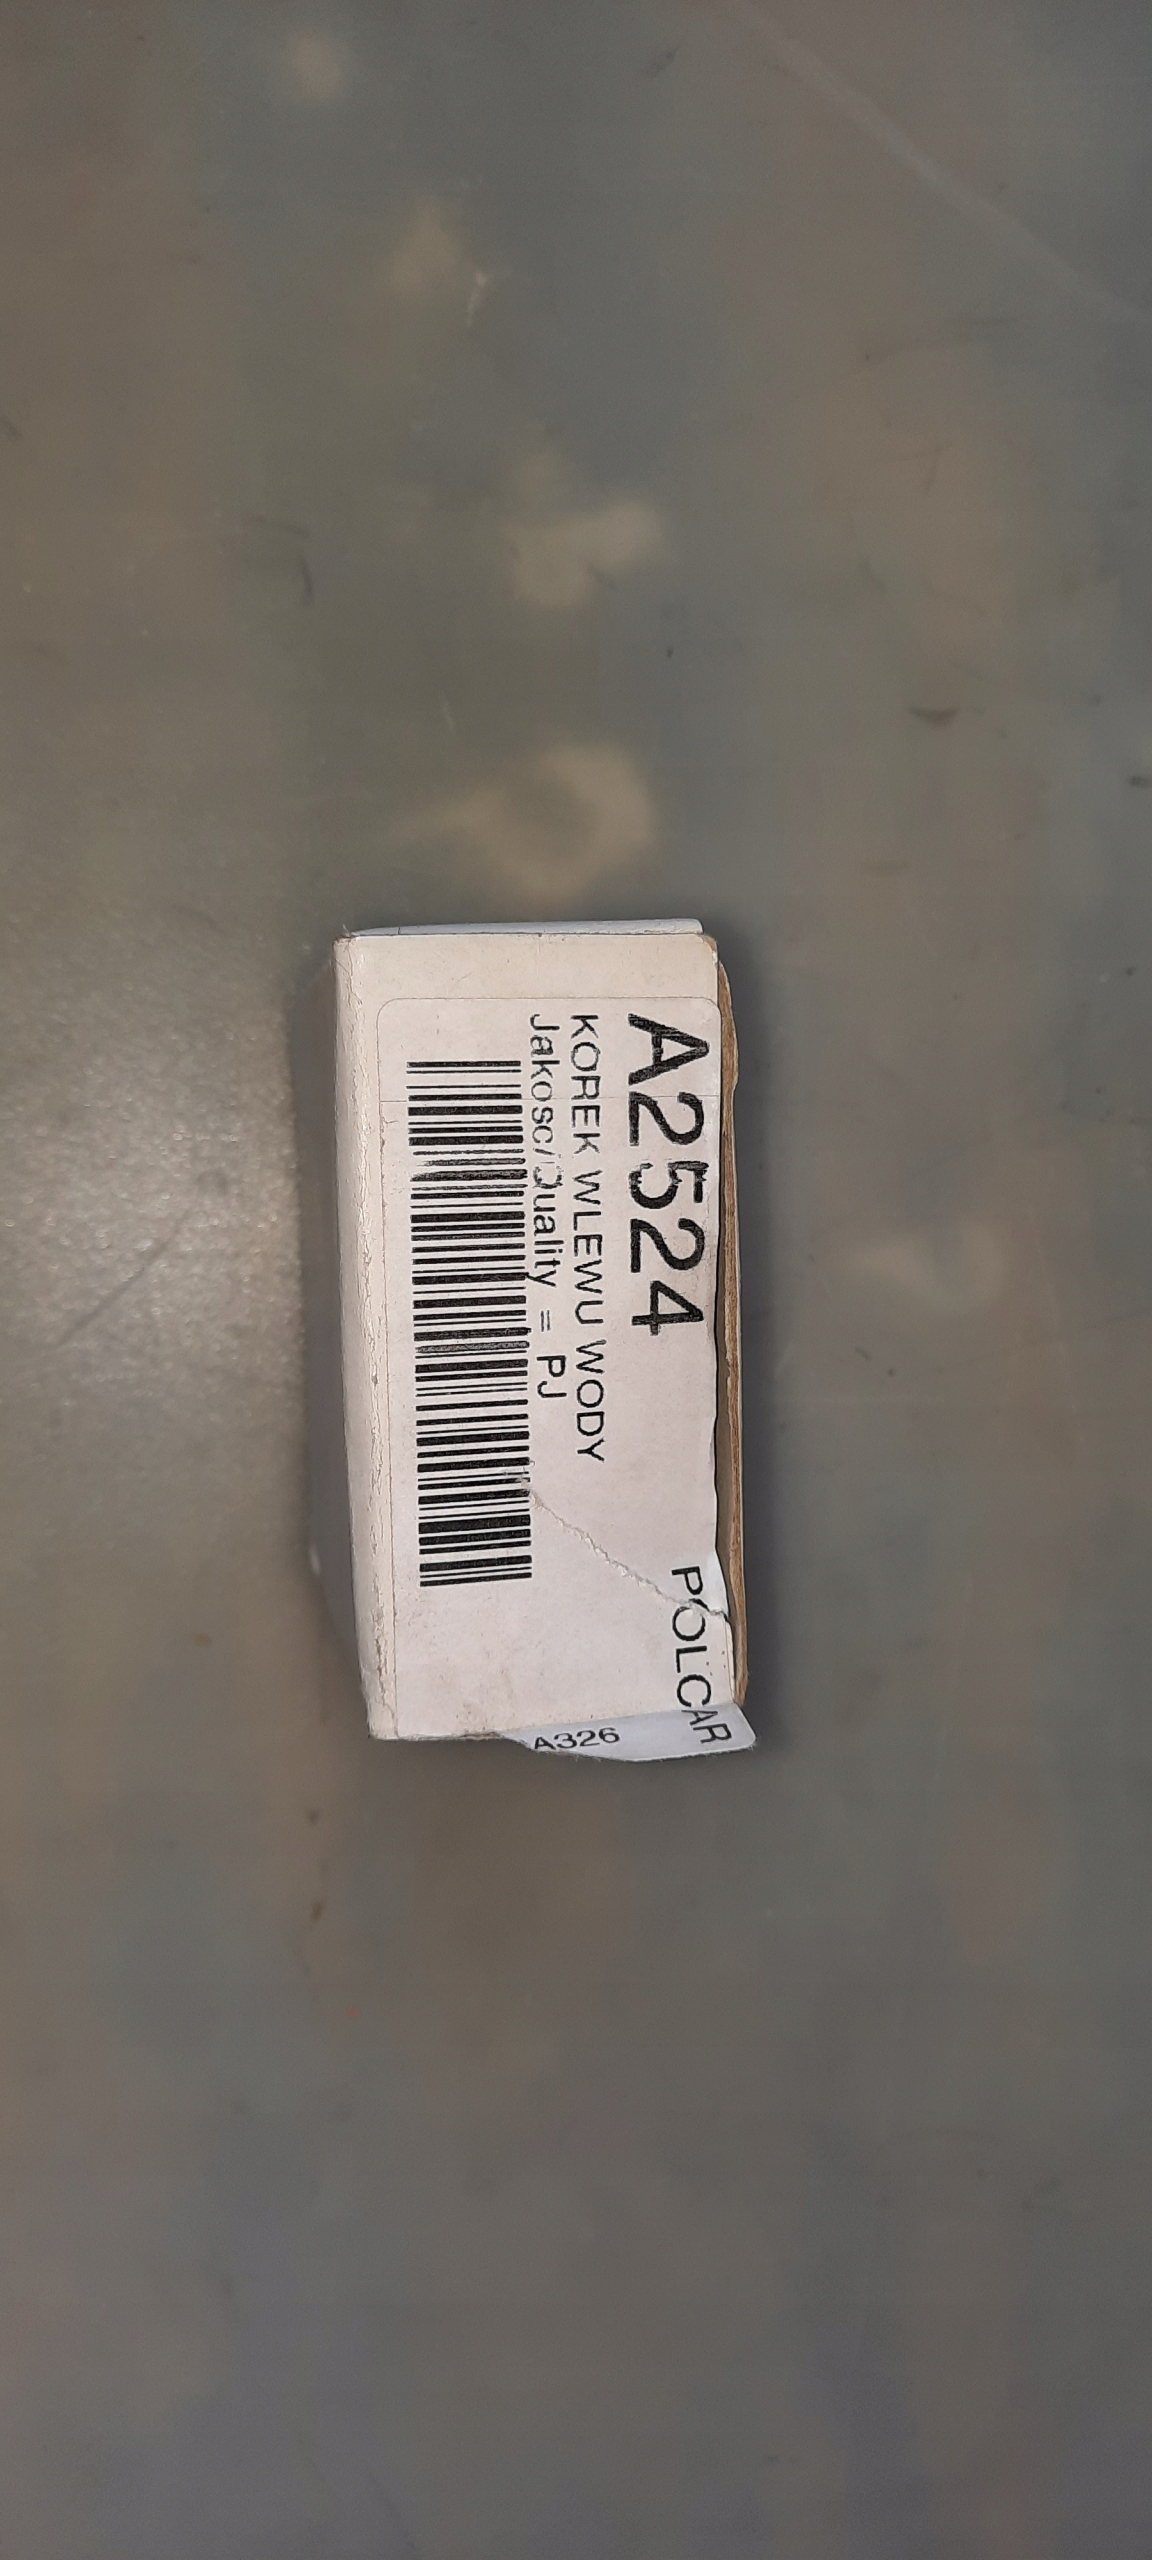 POLCAR
A2524
KOREK WLEWU WODY
Jakosc/Quality = PJ
A326